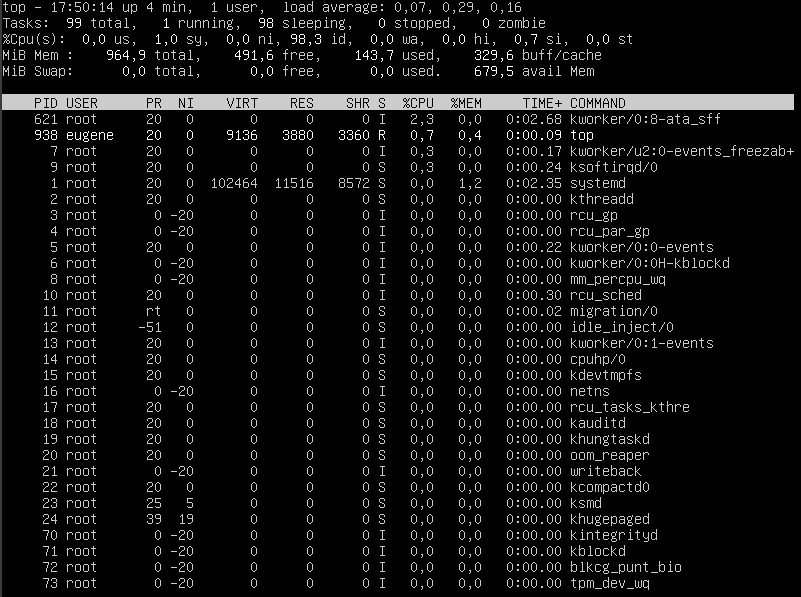 top - 17:50:14 up 4 min,  1 user,  load average: 0,07, 0,29, 0,16
Tasks:  99 total,   1 running,  98 sleeping,   0 stopped,   0 zombie
%Cpu(s):  0,0 us,  1,0 sy,  0,0 ni, 98,3 id,  0,0 wa,  0,0 hi,  0,7 si,  0,0 st
MiB Mem :    964,9 total,    491,6 free,    143,7 used,    329,6 buff/cache
MiB Swap:      0,0 total,      0,0 free,      0,0 used.    679,5 avail Mem
PID USER      PR  NI    VIRT    RES    SHR S  %CPU  %MEM     TIME+ COMMAND
621 root      20   0       0      0      0 I   2,3   0,0   0:02.68 kworker/0:8-ata_sff
938 eugene    20   0    9136   3880   3360 R   0,7   0,4   0:00.09 top
7 root      20   0       0      0      0 I   0,3   0,0   0:00.17 kworker/u2:0-events_freezab+
9 root      20   0       0      0      0 S   0,3   0,0   0:00.24 ksoftirqd/0
1 root      20   0  102464  11516   8572 S   0,0   1,2   0:02.35 systemd
2 root      20   0       0      0      0 S   0,0   0,0   0:00.00 kthreadd
3 root       0 -20       0      0      0 I   0,0   0,0   0:00.00 rcu_gp
4 root       0 -20       0      0      0 I   0,0   0,0   0:00.00 rcu_par_gp
5 root      20   0       0      0      0 I   0,0   0,0   0:00.22 kworker/0:0-events
6 root       0 -20       0      0      0 I   0,0   0,0   0:00.00 kworker/0:0H-kblockd
8 root       0 -20       0      0      0 I   0,0   0,0   0:00.00 mm_percpu_wq
10 root      20   0       0      0      0 I   0,0   0,0   0:00.30 rcu_sched
11 root      rt   0       0      0      0 S   0,0   0,0   0:00.02 migration/0
12 root     -51   0       0      0      0 S   0,0   0,0   0:00.00 idle_inject/0
13 root      20   0       0      0      0 I   0,0   0,0   0:00.00 kworker/0:1-events
14 root      20   0       0      0      0 S   0,0   0,0   0:00.00 cpuhp/0
15 root      20   0       0      0      0 S   0,0   0,0   0:00.00 kdevtmpfs
16 root       0 -20       0      0      0 I   0,0   0,0   0:00.00 netns
17 root      20   0       0      0      0 S   0,0   0,0   0:00.00 rcu_tasks_kthre
18 root      20   0       0      0      0 S   0,0   0,0   0:00.00 kauditd
19 root      20   0       0      0      0 S   0,0   0,0   0:00.00 khungtaskd
20 root      20   0       0      0      0 S   0,0   0,0   0:00.00 oom_reaper
21 root       0 -20       0      0      0 I   0,0   0,0   0:00.00 writeback
22 root      20   0       0      0      0 S   0,0   0,0   0:00.00 kcompactd0
23 root      25   5       0      0      0 S   0,0   0,0   0:00.00 ksmd
24 root      39  19       0      0      0 S   0,0   0,0   0:00.00 khugepaged
70 root       0 -20       0      0      0 I   0,0   0,0   0:00.00 kintegrityd
71 root       0 -20       0      0      0 I   0,0   0,0   0:00.00 kblockd
72 root       0 -20       0      0      0 I   0,0   0,0   0:00.00 blkcg_punt_bio
73 root       0 -20       0      0      0 I   0,0   0,0   0:00.00 tpm_dev_wq